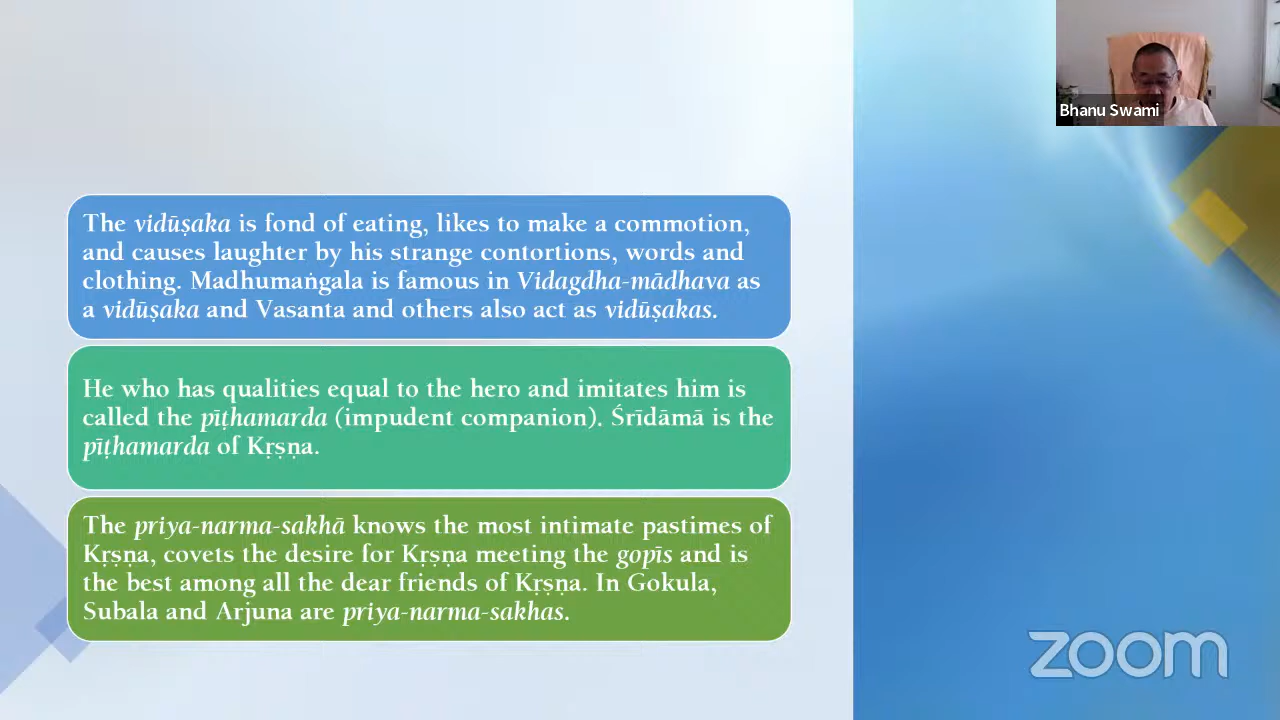 Bhanu Swami
The vidūṣaka is fond of eating, likes to make a commotion,
and causes laughter by his strange contortions, words and
clothing. Madhumaṅgala is famous in Vidagdha-mādhava as
a vidūṣaka and Vasanta and others also act as vidūṣakas.
He who has qualities equal to the hero and imitates him is
called the pīṭhamarda (impudent companion). Śrīdāmā is the
pīṭhamarda of Kṛṣṇa.
The priya-narma-sakhā knows the most intimate pastimes of
Kṛṣṇa, covets the desire for Kṛṣṇa meeting the gopīs and is
the best among all the dear friends of Kṛṣṇa. In Gokula,
Subala and Arjuna are priya-narma-sakhas.
zoom